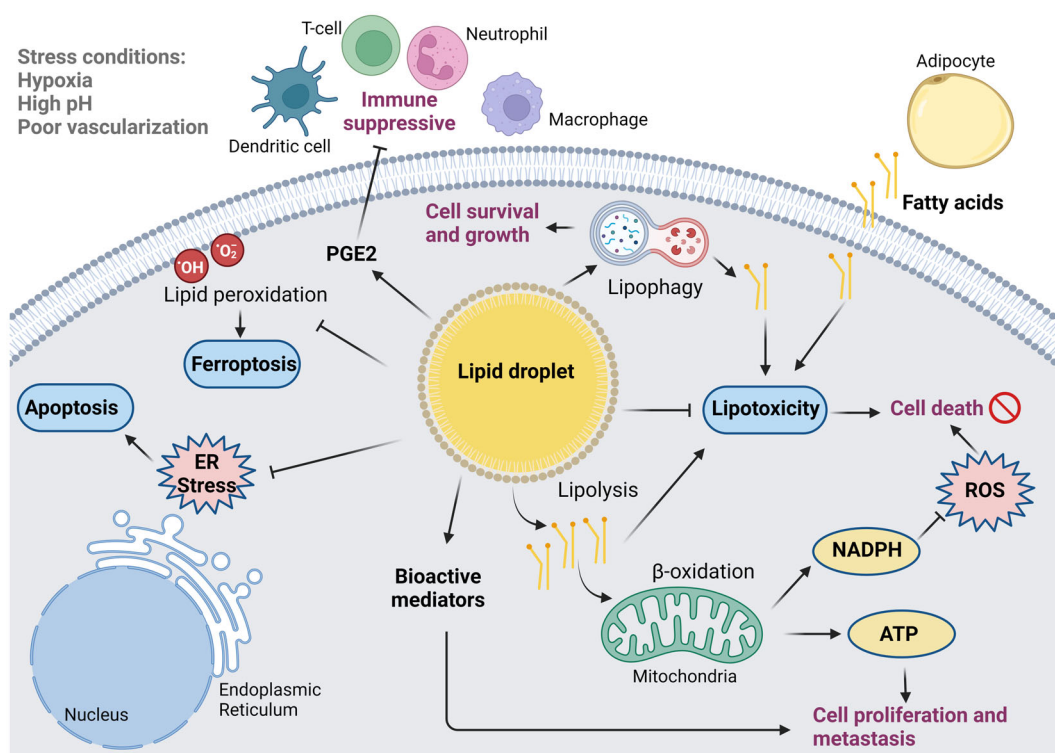 Stress conditions:
Hypoxia
High pH
Poor vascularization
T-cell
Neutrophil
Immune
suppressive
Dendritic cell
Macrophage
Adipocyte
Fatty acids
Cell survival
and growth
PGE2
Lipophagy
•OH
•O₂⁻
Lipid peroxidation
Ferroptosis
Lipid droplet
Apoptosis
Lipotoxicity
Cell death
ER
Stress
ROS
Lipolysis
NADPH
Bioactive
mediators
β-oxidation
ATP
Mitochondria
Endoplasmic
Reticulum
Nucleus
Cell proliferation and
metastasis